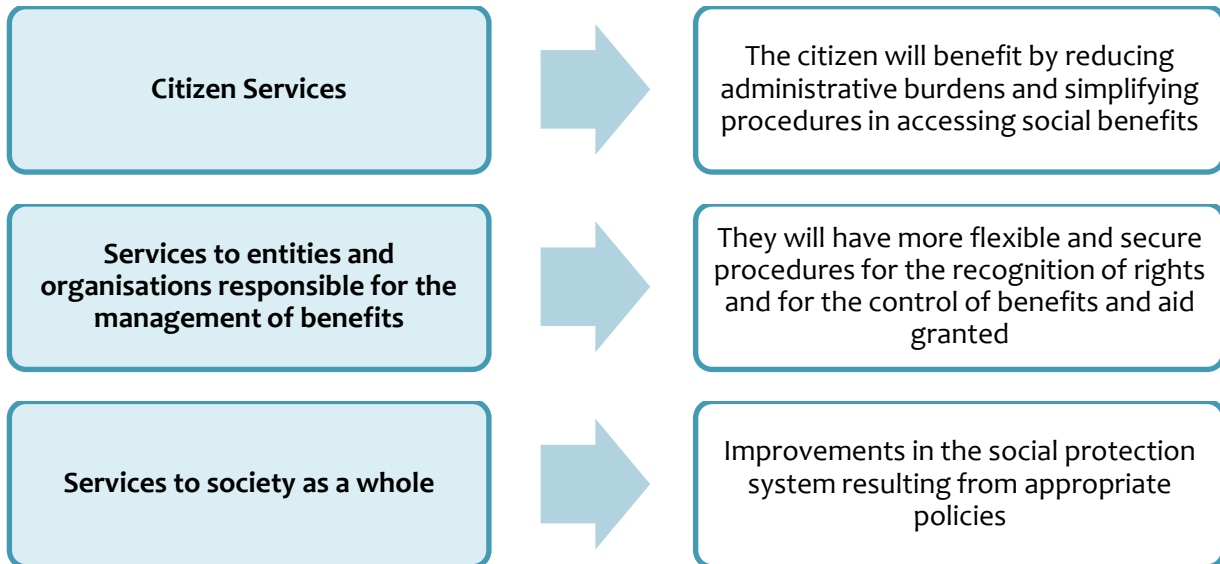 Citizen Services
The citizen will benefit by reducing
administrative burdens and simplifying
procedures in accessing social benefits
Services to entities and
organisations responsible for the
management of benefits
They will have more flexible and secure
procedures for the recognition of rights
and for the control of benefits and aid
granted
Services to society as a whole
Improvements in the social protection
system resulting from appropriate
policies